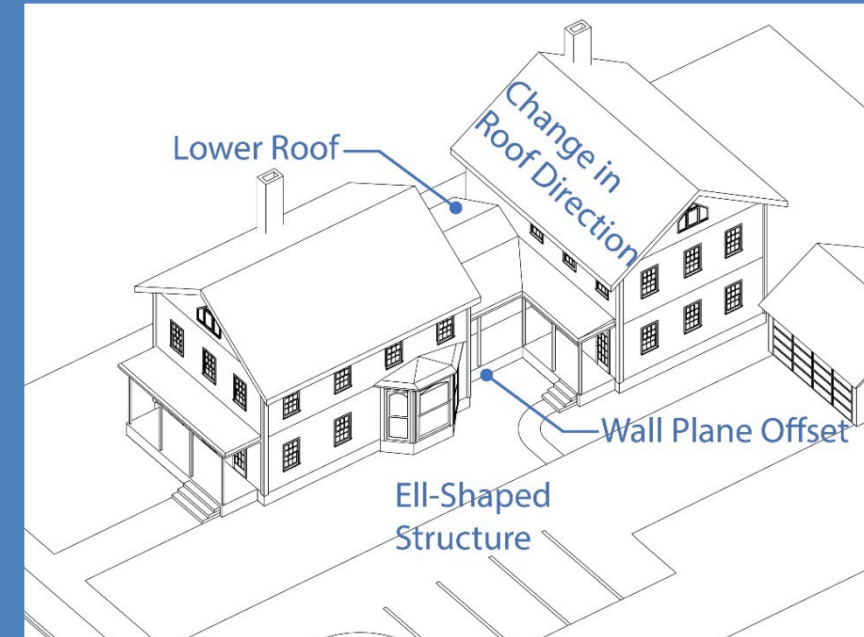 Change in
Roof Direction
Lower Roof
Wall Plane Offset
Ell-Shaped
Structure